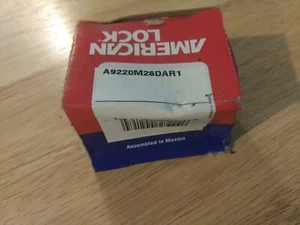 AMERICAN
LOCK
A9220M26DAR1
Assembled in Mexico